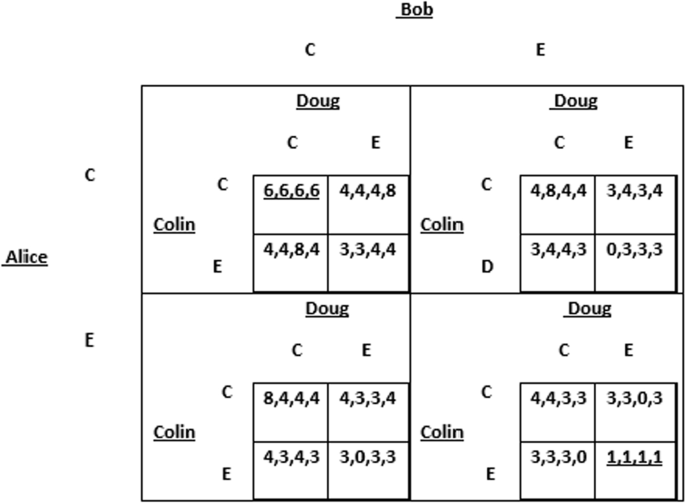 Bob
C E
Doug Doug
C E C E
C
C 6,6,6,6 4,4,4,8 C 4,8,4,4 3,4,3,4
Colin Colin
Alice
E 4,4,8,4 3,3,4,4 D 3,4,4,3 0,3,3,3
Doug Doug
E
C E C E
C 8,4,4,4 4,3,3,4 C 4,4,3,3 3,3,0,3
Colin Colin
E 4,3,4,3 3,0,3,3 E 3,3,3,0 1,1,1,1